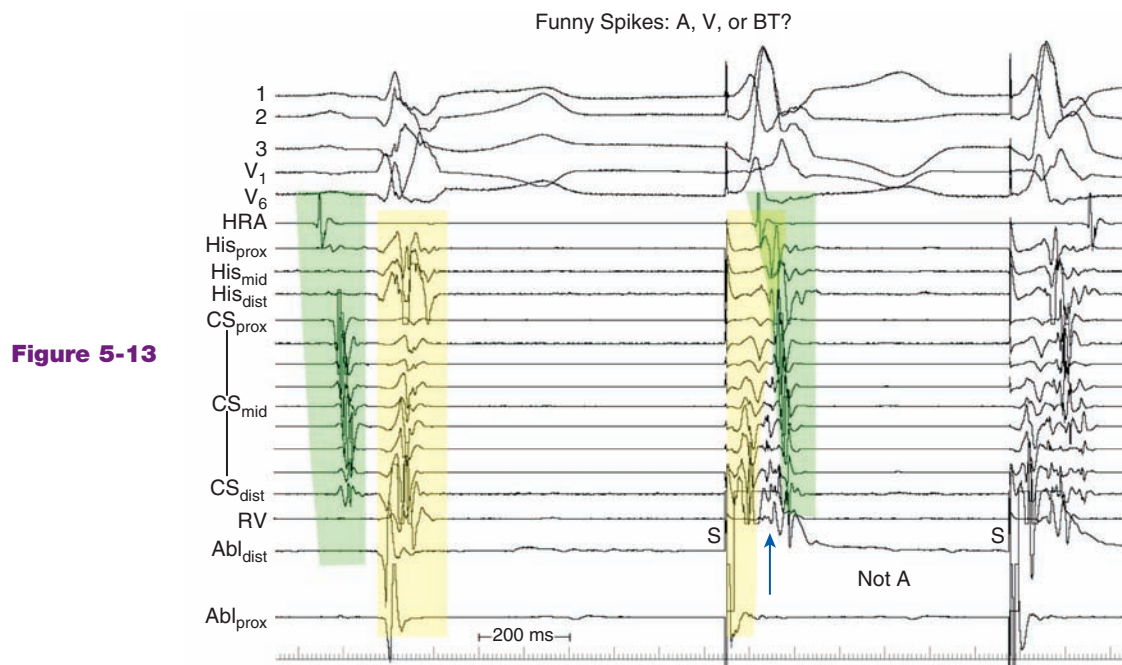 Funny Spikes: A, V, or BT?
1
2
3
V1
V6
HRA
Hisprox
Hismid
Hisdist
CSprox
Figure 5-13
CSmid
CSdist
RV
S
S
Abldist
Not A
Ablprox
200 ms